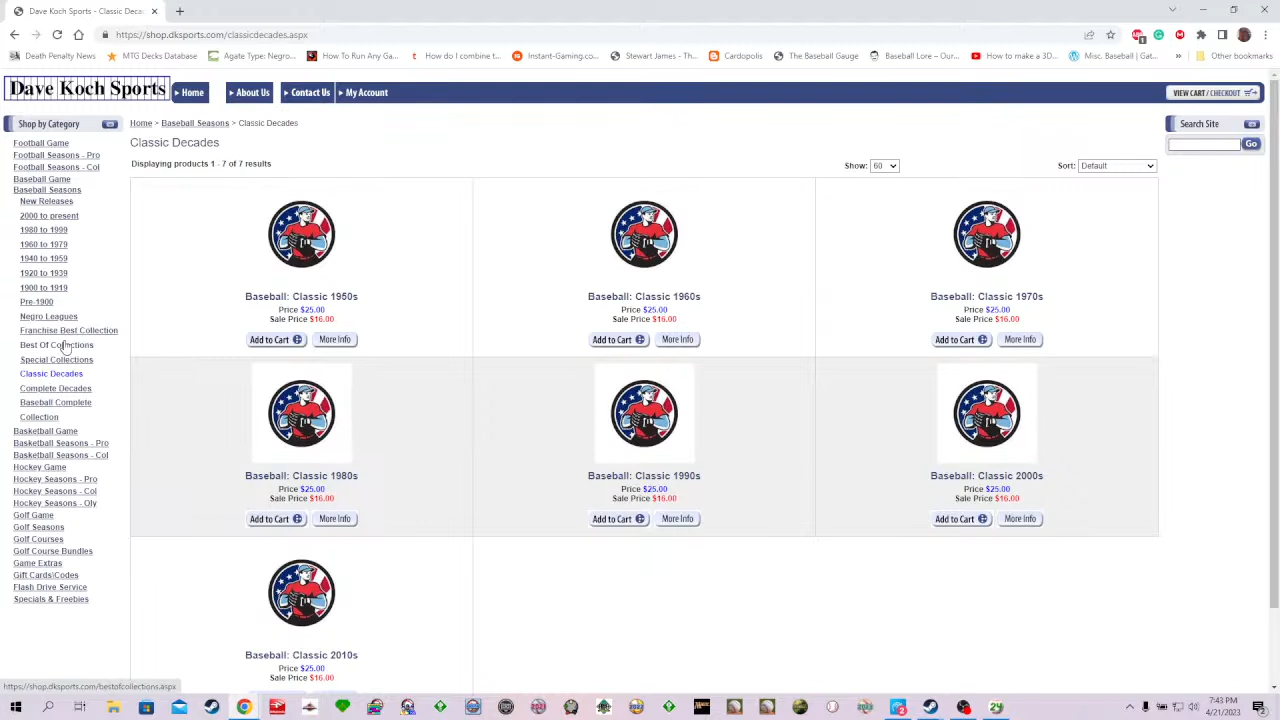 Dave Koch Sports - Classic Deca
shop.dksports.com/classicdecades.aspx
Death Penalty News
MTG Decks Database
Agate Type: Negro...
How To Run Any Ga...
How do I combine t...
Instant-Gaming.co...
Stewart James - Th...
Cardopolis
The Baseball Gauge
Baseball Lore – Our...
How to make a 3D...
Misc. Baseball | Gat...
»
Other bookmarks
Dave Koch Sports
Home
About Us
Contact Us
My Account
VIEW CART / CHECKOUT
Shop by Category
Home > Baseball Seasons > Classic Decades
Search Site
Go
Classic Decades
Displaying products 1 - 7 of 7 results
Show: 60
Sort: Default
Football Game
Football Seasons - Pro
Football Seasons - Col
Baseball Game
Baseball Seasons
New Releases
2000 to present
1980 to 1999
1960 to 1979
1940 to 1959
1920 to 1939
1900 to 1919
Pre-1900
Negro Leagues
Franchise Best Collection
Best Of Collections
Special Collections
Classic Decades
Complete Decades
Baseball Complete
Collection
Basketball Game
Basketball Seasons - Pro
Basketball Seasons - Col
Hockey Game
Hockey Seasons - Pro
Hockey Seasons - Col
Hockey Seasons - Oly
Golf Game
Golf Seasons
Golf Courses
Golf Course Bundles
Game Extras
Gift Cards\Codes
Flash Drive Service
Specials & Freebies
Baseball: Classic 1950s
Price $25.00
Sale Price $16.00
Add to Cart
More Info
Baseball: Classic 1960s
Price $25.00
Sale Price $16.00
Add to Cart
More Info
Baseball: Classic 1970s
Price $25.00
Sale Price $16.00
Add to Cart
More Info
Baseball: Classic 1980s
Price $25.00
Sale Price $16.00
Add to Cart
More Info
Baseball: Classic 1990s
Price $25.00
Sale Price $16.00
Add to Cart
More Info
Baseball: Classic 2000s
Price $25.00
Sale Price $16.00
Add to Cart
More Info
Baseball: Classic 2010s
Price $25.00
Sale Price $16.00
https://shop.dksports.com/bestofcollections.aspx
7:43 PM
4/21/2023